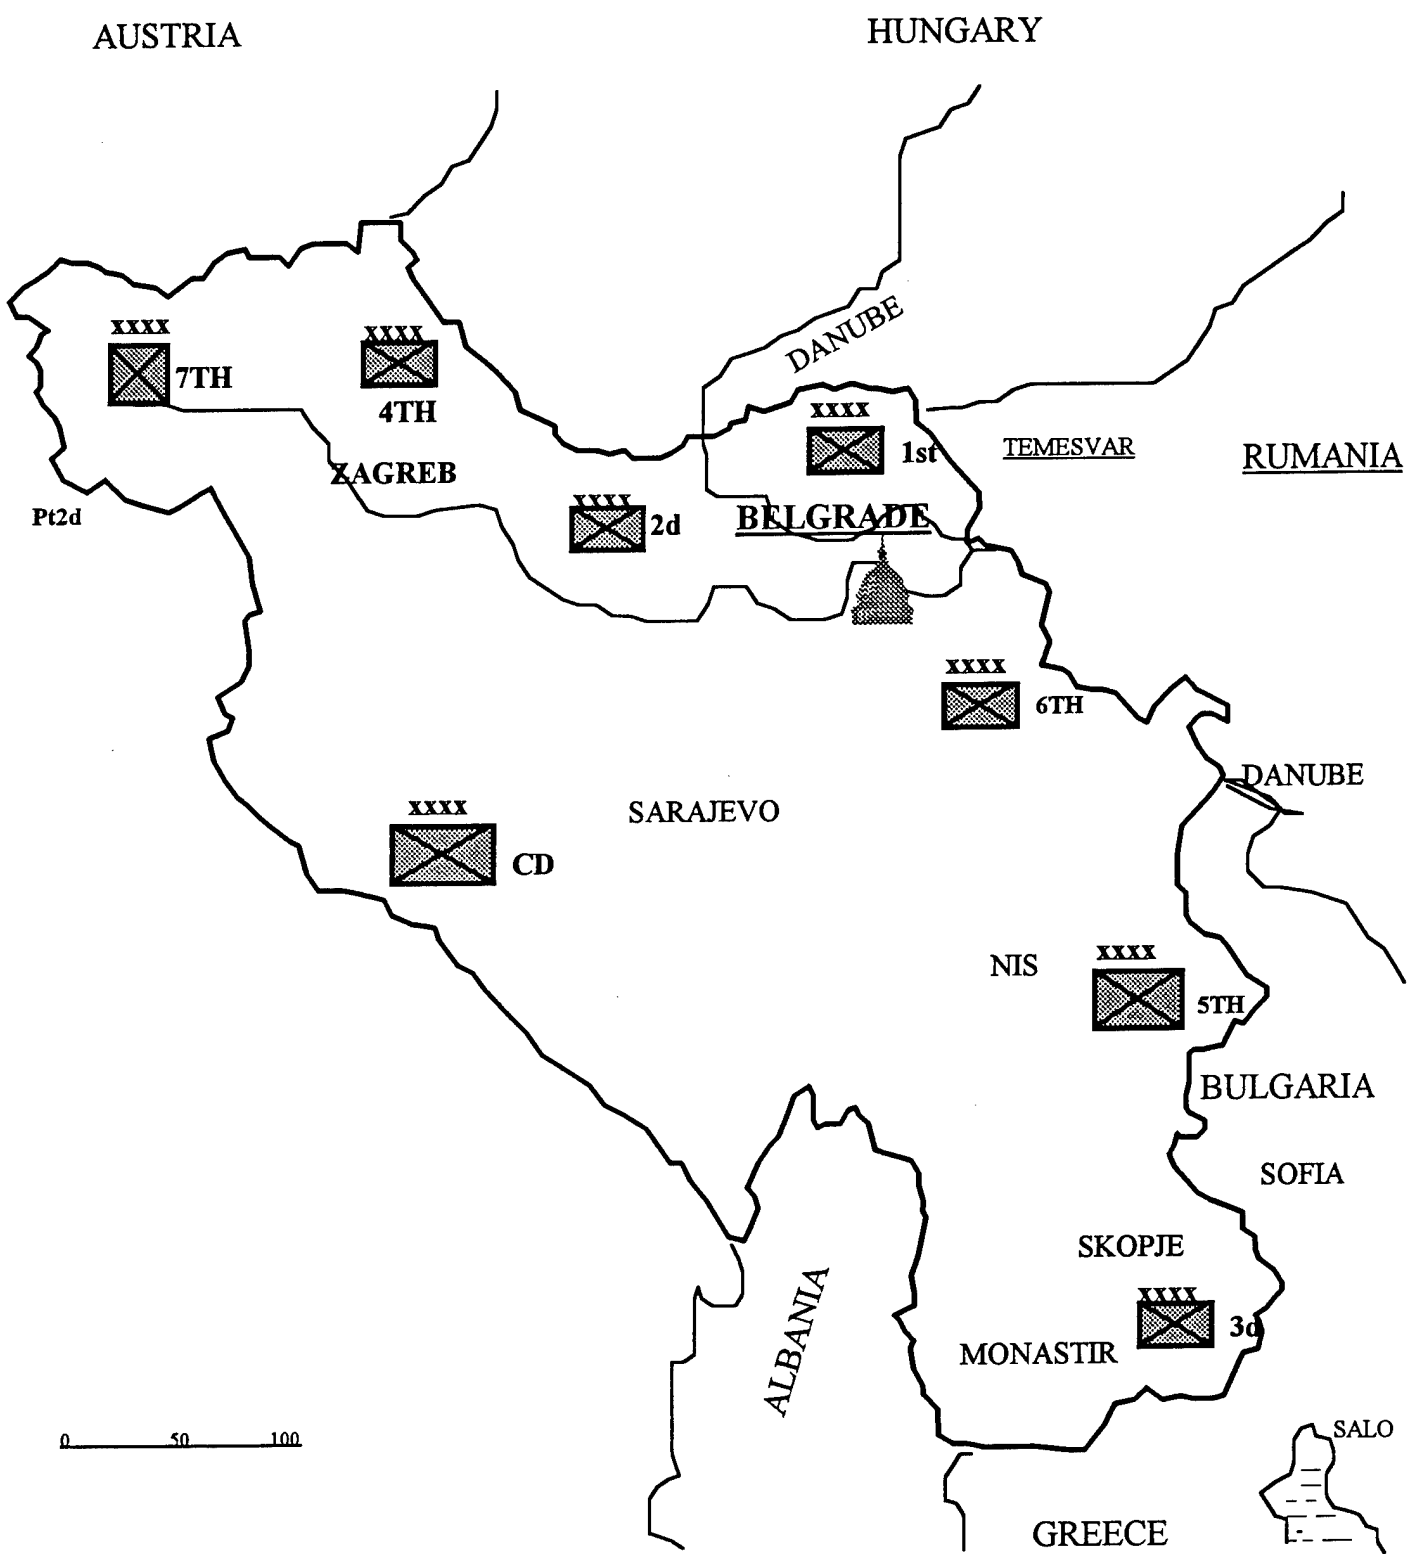 AUSTRIA
HUNGARY
DANUBE
XXXX
7TH
XXXX
4TH
XXXX
1st
TEMESVAR
RUMANIA
ZAGREB
Pt2d
XXXX
2d
BELGRADE
XXXX
6TH
DANUBE
XXXX
CD
SARAJEVO
NIS
XXXX
5TH
BULGARIA
SOFIA
SKOPJE
XXXX
3d
MONASTIR
ALBANIA
0 50 100
SALO
GREECE